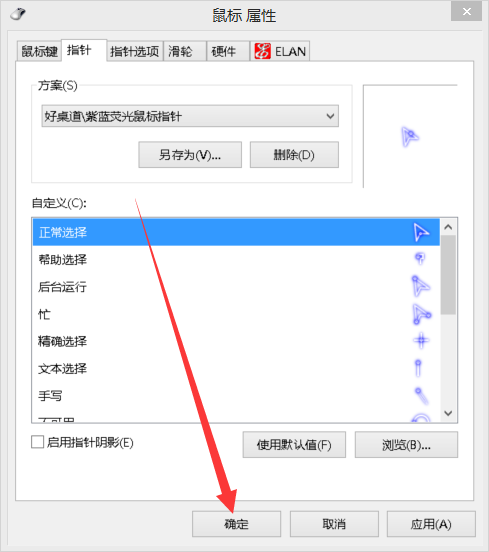 鼠标 属性
鼠标键 指针 指针选项 滑轮 硬件 ELAN
方案(S)
好桌道\紫蓝荧光鼠标指针
另存为(V)... 删除(D)
自定义(C):
正常选择
帮助选择
后台运行
忙
精确选择
文本选择
手写
不可用
启用指针阴影(E) 使用默认值(F) 浏览(B)...
确定 取消 应用(A)